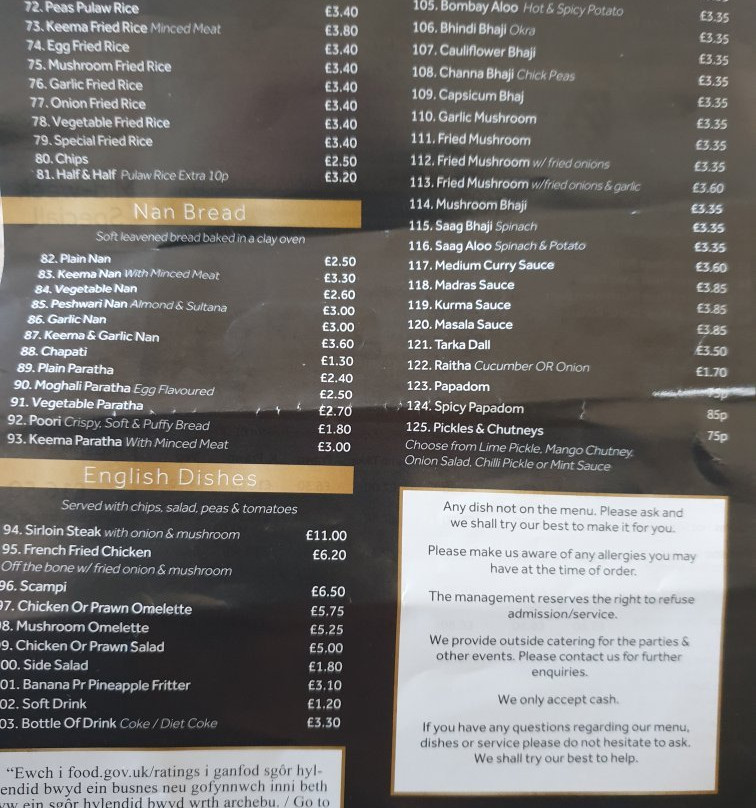 72. Peas Pulaw Rice £3.40
73. Keema Fried Rice Minced Meat £3.80
74. Egg Fried Rice £3.40
75. Mushroom Fried Rice £3.40
76. Garlic Fried Rice £3.40
77. Onion Fried Rice £3.40
78. Vegetable Fried Rice £3.40
79. Special Fried Rice £3.40
80. Chips £2.50
81. Half & Half Pulaw Rice Extra 10p £3.20
Nan Bread
Soft leavened bread baked in a clay oven
82. Plain Nan £2.50
83. Keema Nan With Minced Meat £3.30
84. Vegetable Nan £2.60
85. Peshwari Nan Almond & Sultana £3.00
86. Garlic Nan £3.00
87. Keema & Garlic Nan £3.60
88. Chapati £1.30
89. Plain Paratha £2.40
90. Moghali Paratha Egg Flavoured £2.50
91. Vegetable Paratha £2.70
92. Poori Crispy, Soft & Puffy Bread £1.80
93. Keema Paratha With Minced Meat £3.00
English Dishes
Served with chips, salad, peas & tomatoes
94. Sirloin Steak with onion & mushroom £11.00
95. French Fried Chicken £6.20
Off the bone w/ fried onion & mushroom
96. Scampi £6.50
97. Chicken Or Prawn Omelette £5.75
98. Mushroom Omelette £5.25
9. Chicken Or Prawn Salad £5.00
00. Side Salad £1.80
01. Banana Pr Pineapple Fritter £3.10
02. Soft Drink £1.20
03. Bottle Of Drink Coke / Diet Coke £3.30
"Ewch i food.gov.uk/ratings i ganfod sgôr hyl-
endid bwyd ein busnes neu gofynnwch inni beth
yw ein sgôr hylendid bwyd wrth archebu. / Go to
105. Bombay Aloo Hot & Spicy Potato £3.35
106. Bhindi Bhaji Okra £3.35
107. Cauliflower Bhaji £3.35
108. Channa Bhaji Chick Peas £3.35
109. Capsicum Bhaj £3.35
110. Garlic Mushroom £3.35
111. Fried Mushroom £3.35
112. Fried Mushroom w/ fried onions £3.35
113. Fried Mushroom w/fried onions & garlic £3.60
114. Mushroom Bhaji £3.35
115. Saag Bhaji Spinach £3.35
116. Saag Aloo Spinach & Potato £3.35
117. Medium Curry Sauce £3.60
118. Madras Sauce £3.85
119. Kurma Sauce £3.85
120. Masala Sauce £3.85
121. Tarka Dall £3.50
122. Raitha Cucumber OR Onion £1.70
123. Papadom
124. Spicy Papadom 85p
125. Pickles & Chutneys 75p
Choose from Lime Pickle, Mango Chutney,
Onion Salad, Chilli Pickle or Mint Sauce
Any dish not on the menu. Please ask and
we shall try our best to make it for you.
Please make us aware of any allergies you may
have at the time of order.
The management reserves the right to refuse
admission/service.
We provide outside catering for the parties &
other events. Please contact us for further
enquiries.
We only accept cash.
If you have any questions regarding our menu,
dishes or service please do not hesitate to ask.
We shall try our best to help.